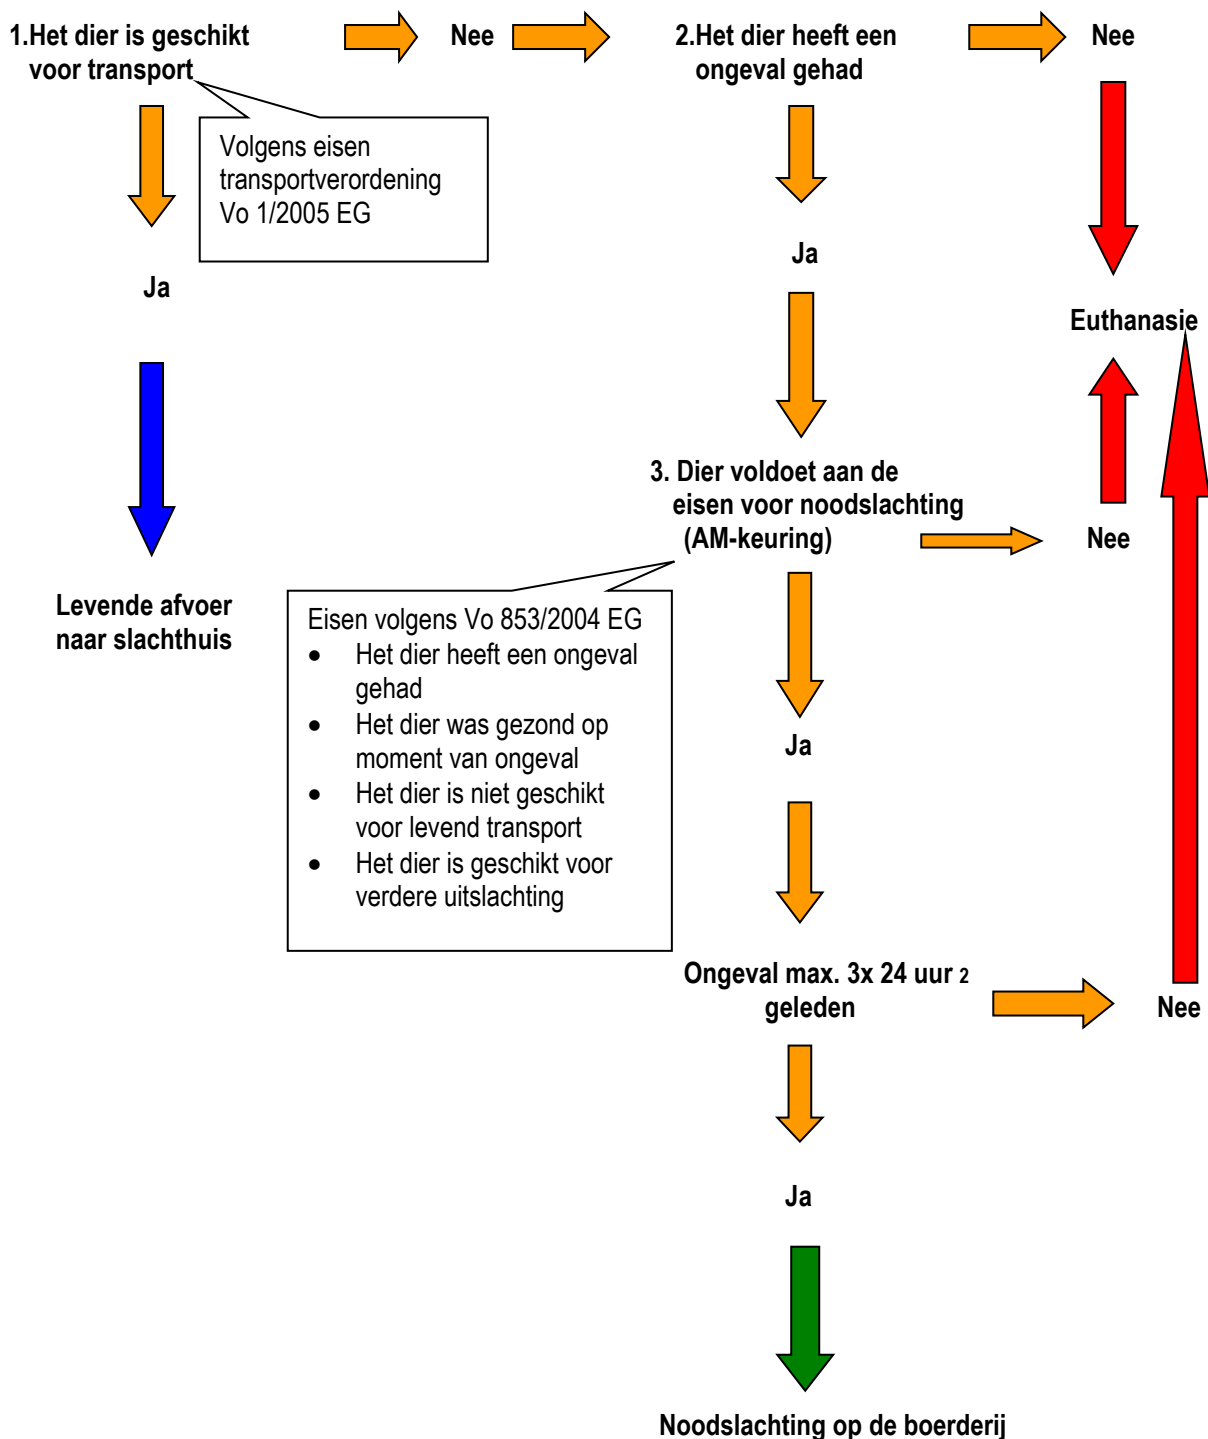 1.Het dier is geschikt
voor transport
Nee
2.Het dier heeft een
ongeval gehad
Nee
Volgens eisen
transportverordening
Vo 1/2005 EG
Ja
Ja
Euthanasie
3. Dier voldoet aan de
eisen voor noodslachting
(AM-keuring)
Nee
Levende afvoer
naar slachthuis
Eisen volgens Vo 853/2004 EG
• Het dier heeft een ongeval
gehad
• Het dier was gezond op
moment van ongeval
• Het dier is niet geschikt
voor levend transport
• Het dier is geschikt voor
verdere uitslachting
Ja
Ongeval max. 3x 24 uur 2
geleden
Nee
Ja
Noodslachting op de boerderij